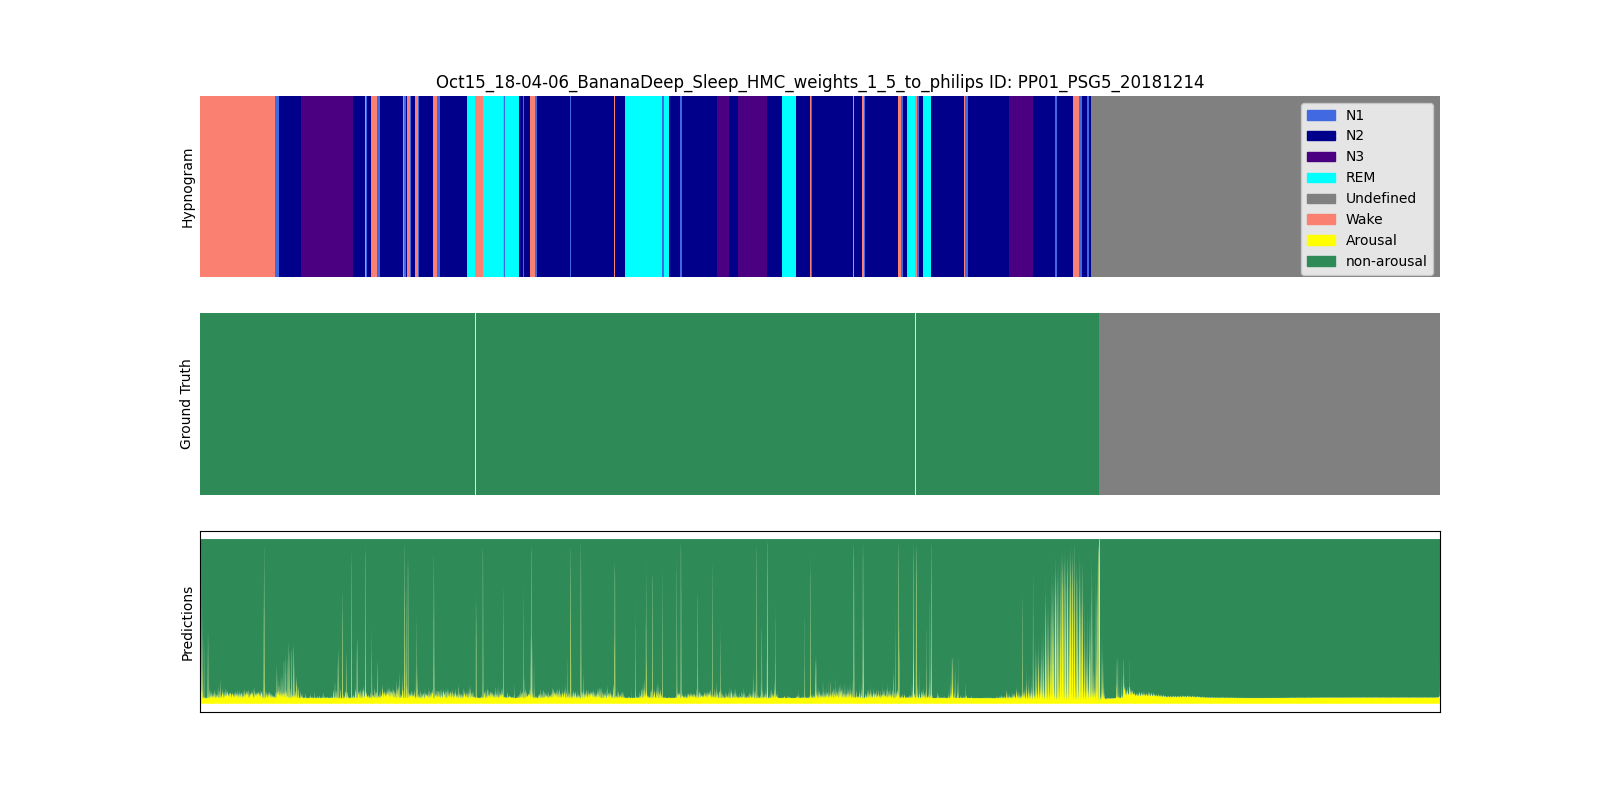 Oct15_18-04-06_BananaDeep_Sleep_HMC_weights_1_5_to_philips ID: PP01_PSG5_20181214
Hypnogram
N1
N2
N3
REM
Undefined
Wake
Arousal
non-arousal
Ground Truth
Predictions